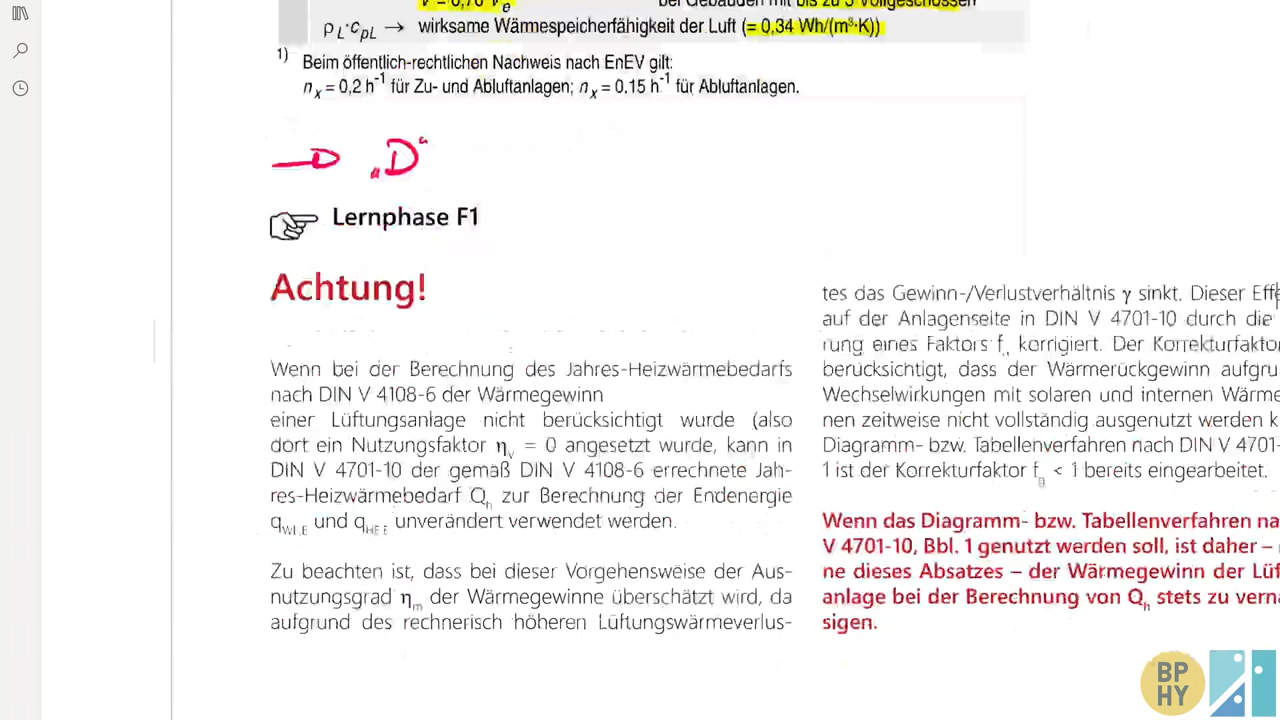 bei Gebäuden mit bis zu 3 Vollgeschossen
ρL·cpL → wirksame Wärmespeicherfähigkeit der Luft (= 0,34 Wh/(m³·K))
1) Beim öffentlich-rechtlichen Nachweis nach EnEV gilt:
nx = 0,2 h-1 für Zu- und Abluftanlagen; nx = 0.15 h-1 für Abluftanlagen.
„D“
Lernphase F1
Achtung!
Wenn bei der Berechnung des Jahres-Heizwärmebedarfs
nach DIN V 4108-6 der Wärmegewinn
einer Lüftungsanlage nicht berücksichtigt wurde (also
dort ein Nutzungsfaktor ηv = 0 angesetzt wurde, kann in
DIN V 4701-10 der gemäß DIN V 4108-6 errechnete Jah-
res-Heizwärmebedarf Qh zur Berechnung der Endenergie
qWE,E und qHE,E unverändert verwendet werden.
Zu beachten ist, dass bei dieser Vorgehensweise der Aus-
nutzungsgrad ηm der Wärmegewinne überschätzt wird, da
aufgrund des rechnerisch höheren Lüftungswärmeverlus-
tes das Gewinn-/Verlustverhältnis γ sinkt. Dieser Effe
auf der Anlagenseite in DIN V 4701-10 durch die
rung eines Faktors f korrigiert. Der Korrekturfakto
berücksichtigt, dass der Wärmerückgewinn aufgru
Wechselwirkungen mit solaren und internen Wärme
nen zeitweise nicht vollständig ausgenutzt werden k
Diagramm- bzw. Tabellenverfahren nach DIN V 4701-
1 ist der Korrekturfaktor fg < 1 bereits eingearbeitet.
Wenn das Diagramm- bzw. Tabellenverfahren na
V 4701-10, Bbl. 1 genutzt werden soll, ist daher –
ne dieses Absatzes – der Wärmegewinn der Lüf
anlage bei der Berechnung von Qh stets zu verna
sigen.
BP
HY